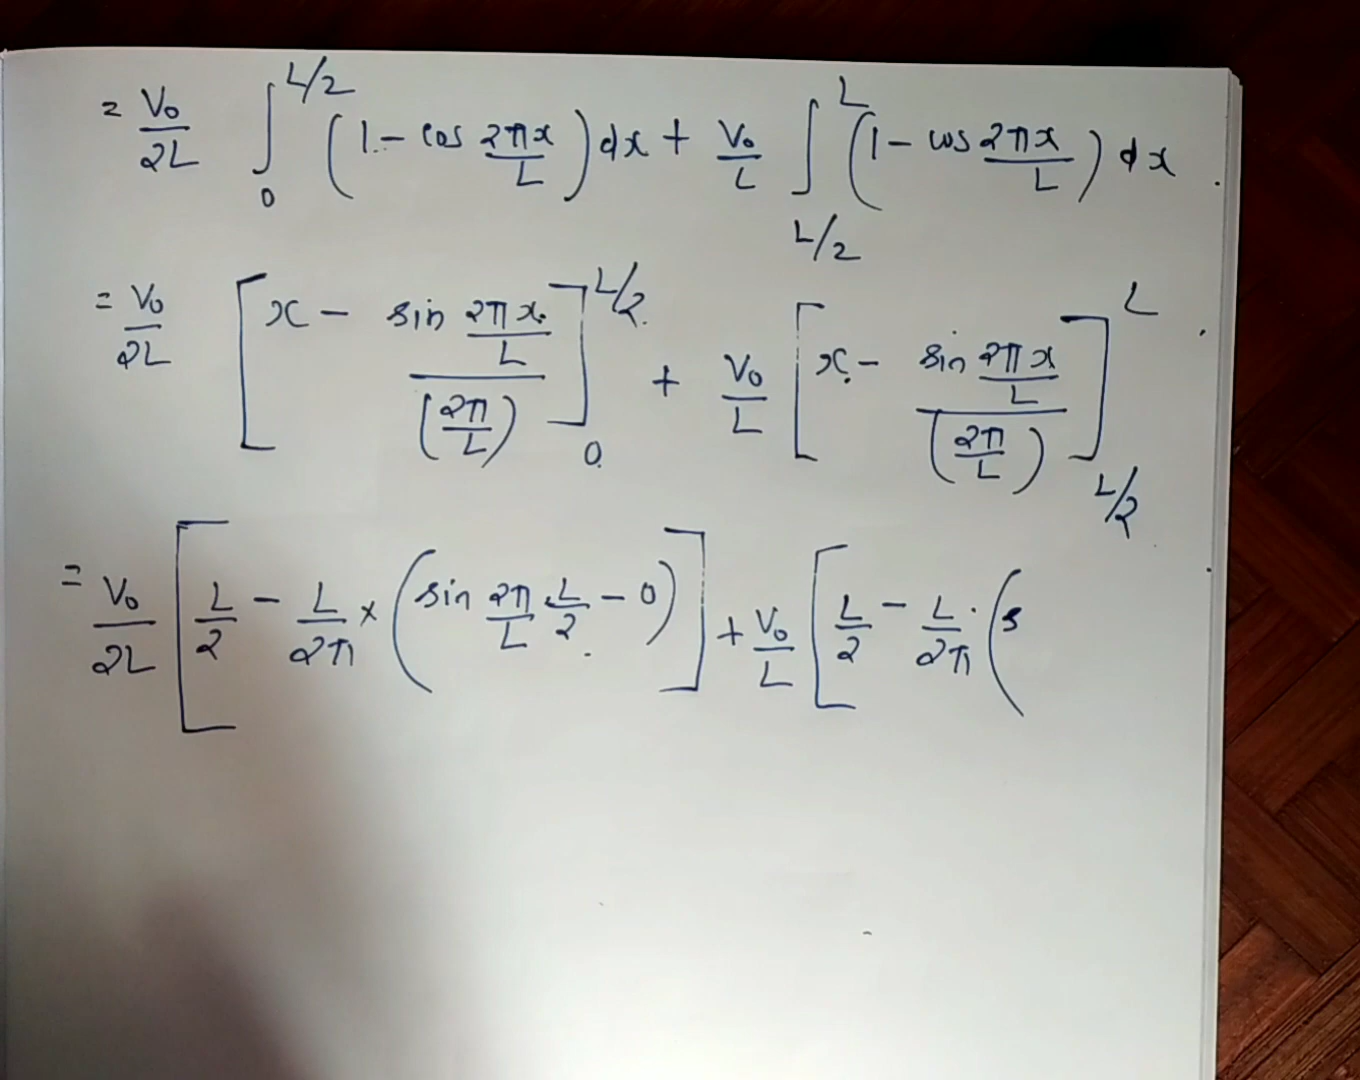 = V₀/2L ∫₀^{L/2} (1 - cos 2πx/L) dx + V₀/L ∫_{L/2}^{L} (1 - cos 2πx/L) dx
= V₀/2L [x - sin 2πx/L / (2π/L)]₀^{L/2} + V₀/L [x - sin 2πx/L / (2π/L)]_{L/2}^{L}
= V₀/2L [L/2 - L/2π × (sin 2π/L · L/2 - 0)] + V₀/L [L/2 - L/2π · (s